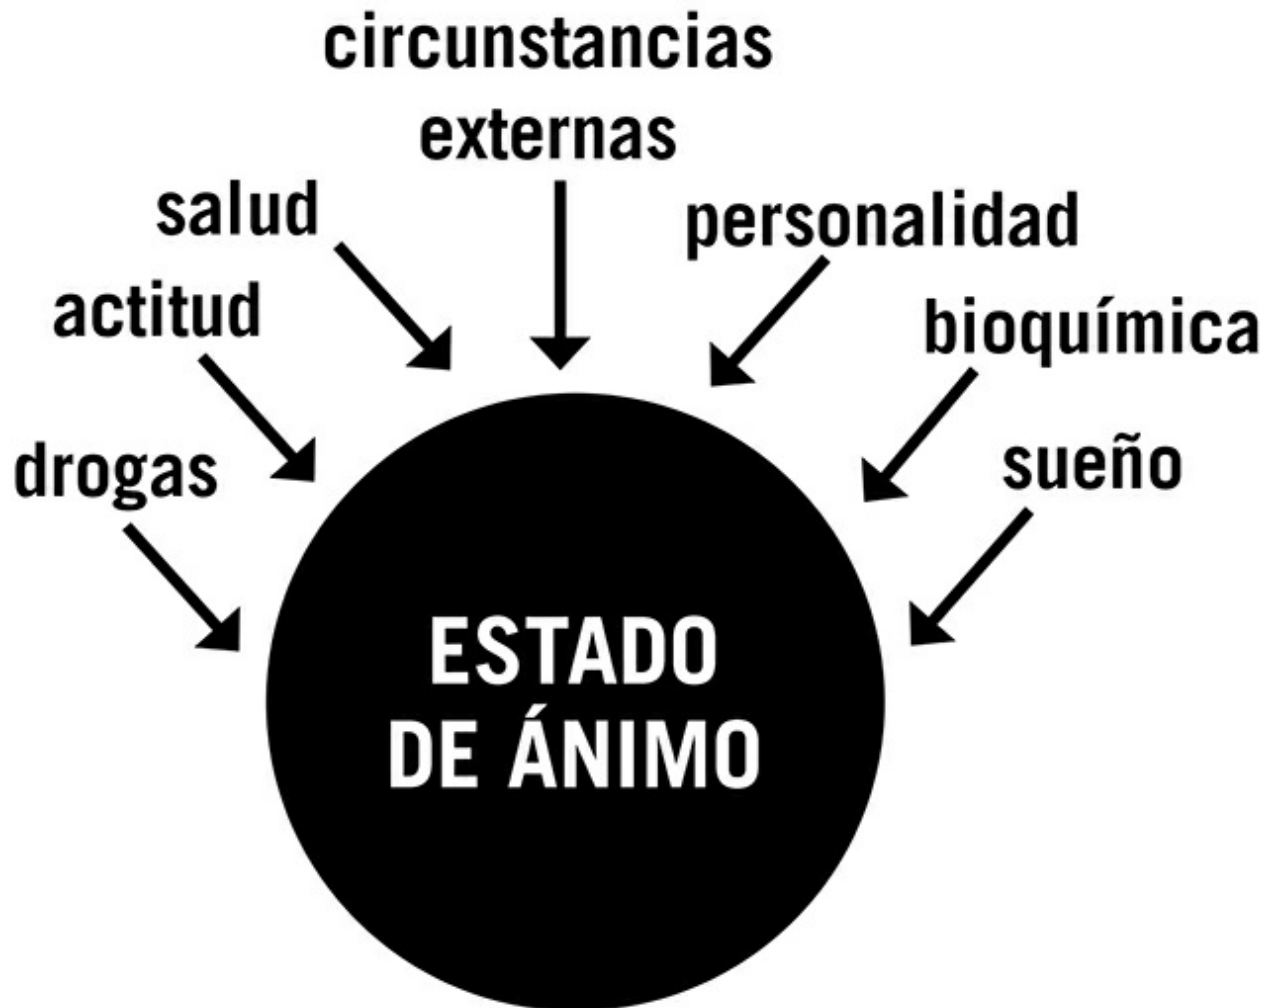 circunstancias
externas
salud
personalidad
actitud
bioquímica
drogas
sueño
ESTADO
DE ÁNIMO